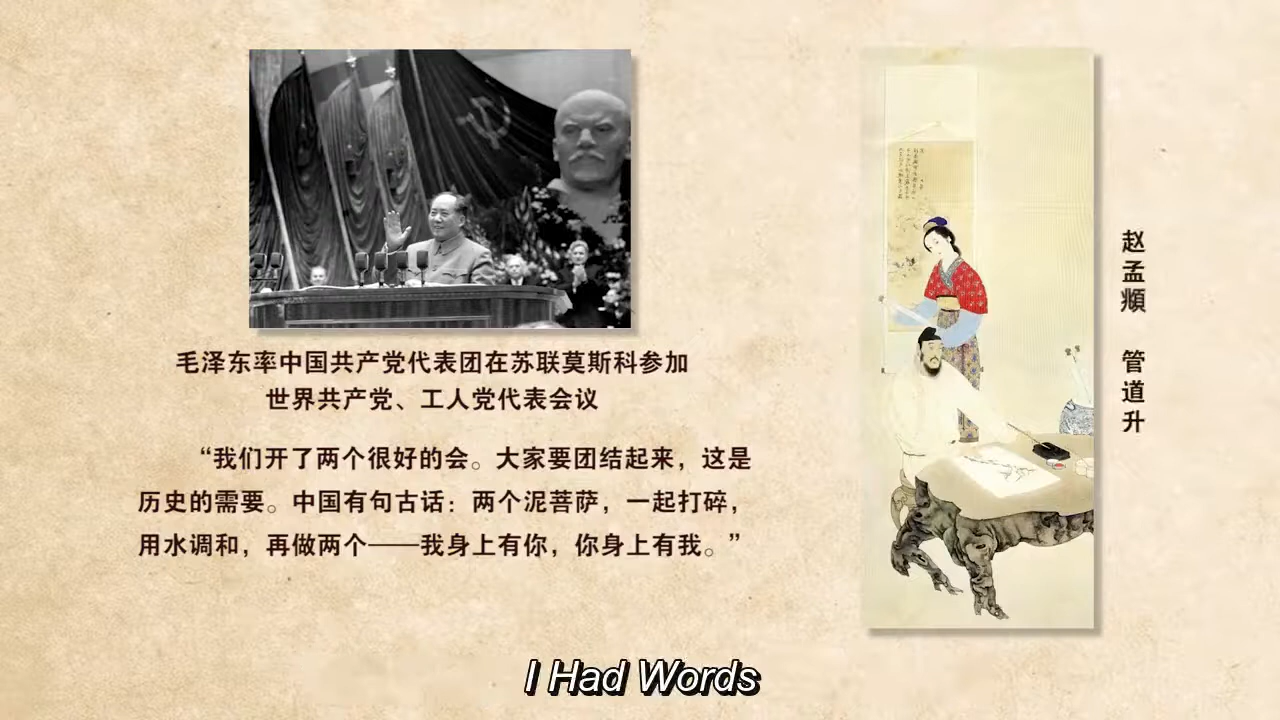 毛泽东率中国共产党代表团在苏联莫斯科参加
世界共产党、工人党代表会议
“我们开了两个很好的会。大家要团结起来，这是
历史的需要。中国有句古话：两个泥菩萨，一起打碎，
用水调和，再做两个——我身上有你，你身上有我。”
赵孟頫 管道升
I Had Words